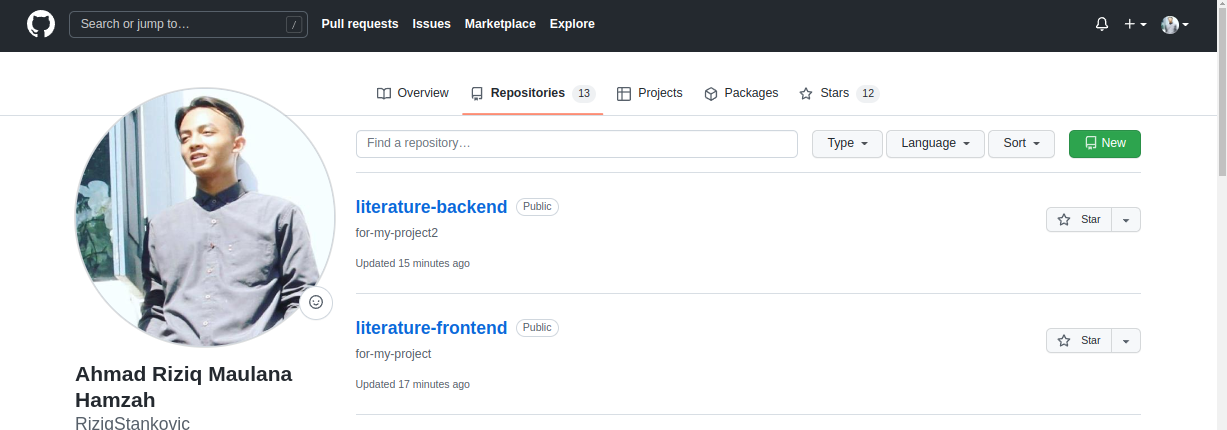 Search or jump to… /
Pull requests Issues Marketplace Explore
Overview Repositories 13 Projects Packages Stars 12
Find a repository… Type Language Sort New
literature-backend Public
for-my-project2
Star
Updated 15 minutes ago
literature-frontend Public
for-my-project
Star
Updated 17 minutes ago
Ahmad Riziq Maulana
Hamzah
RiziqStankovic